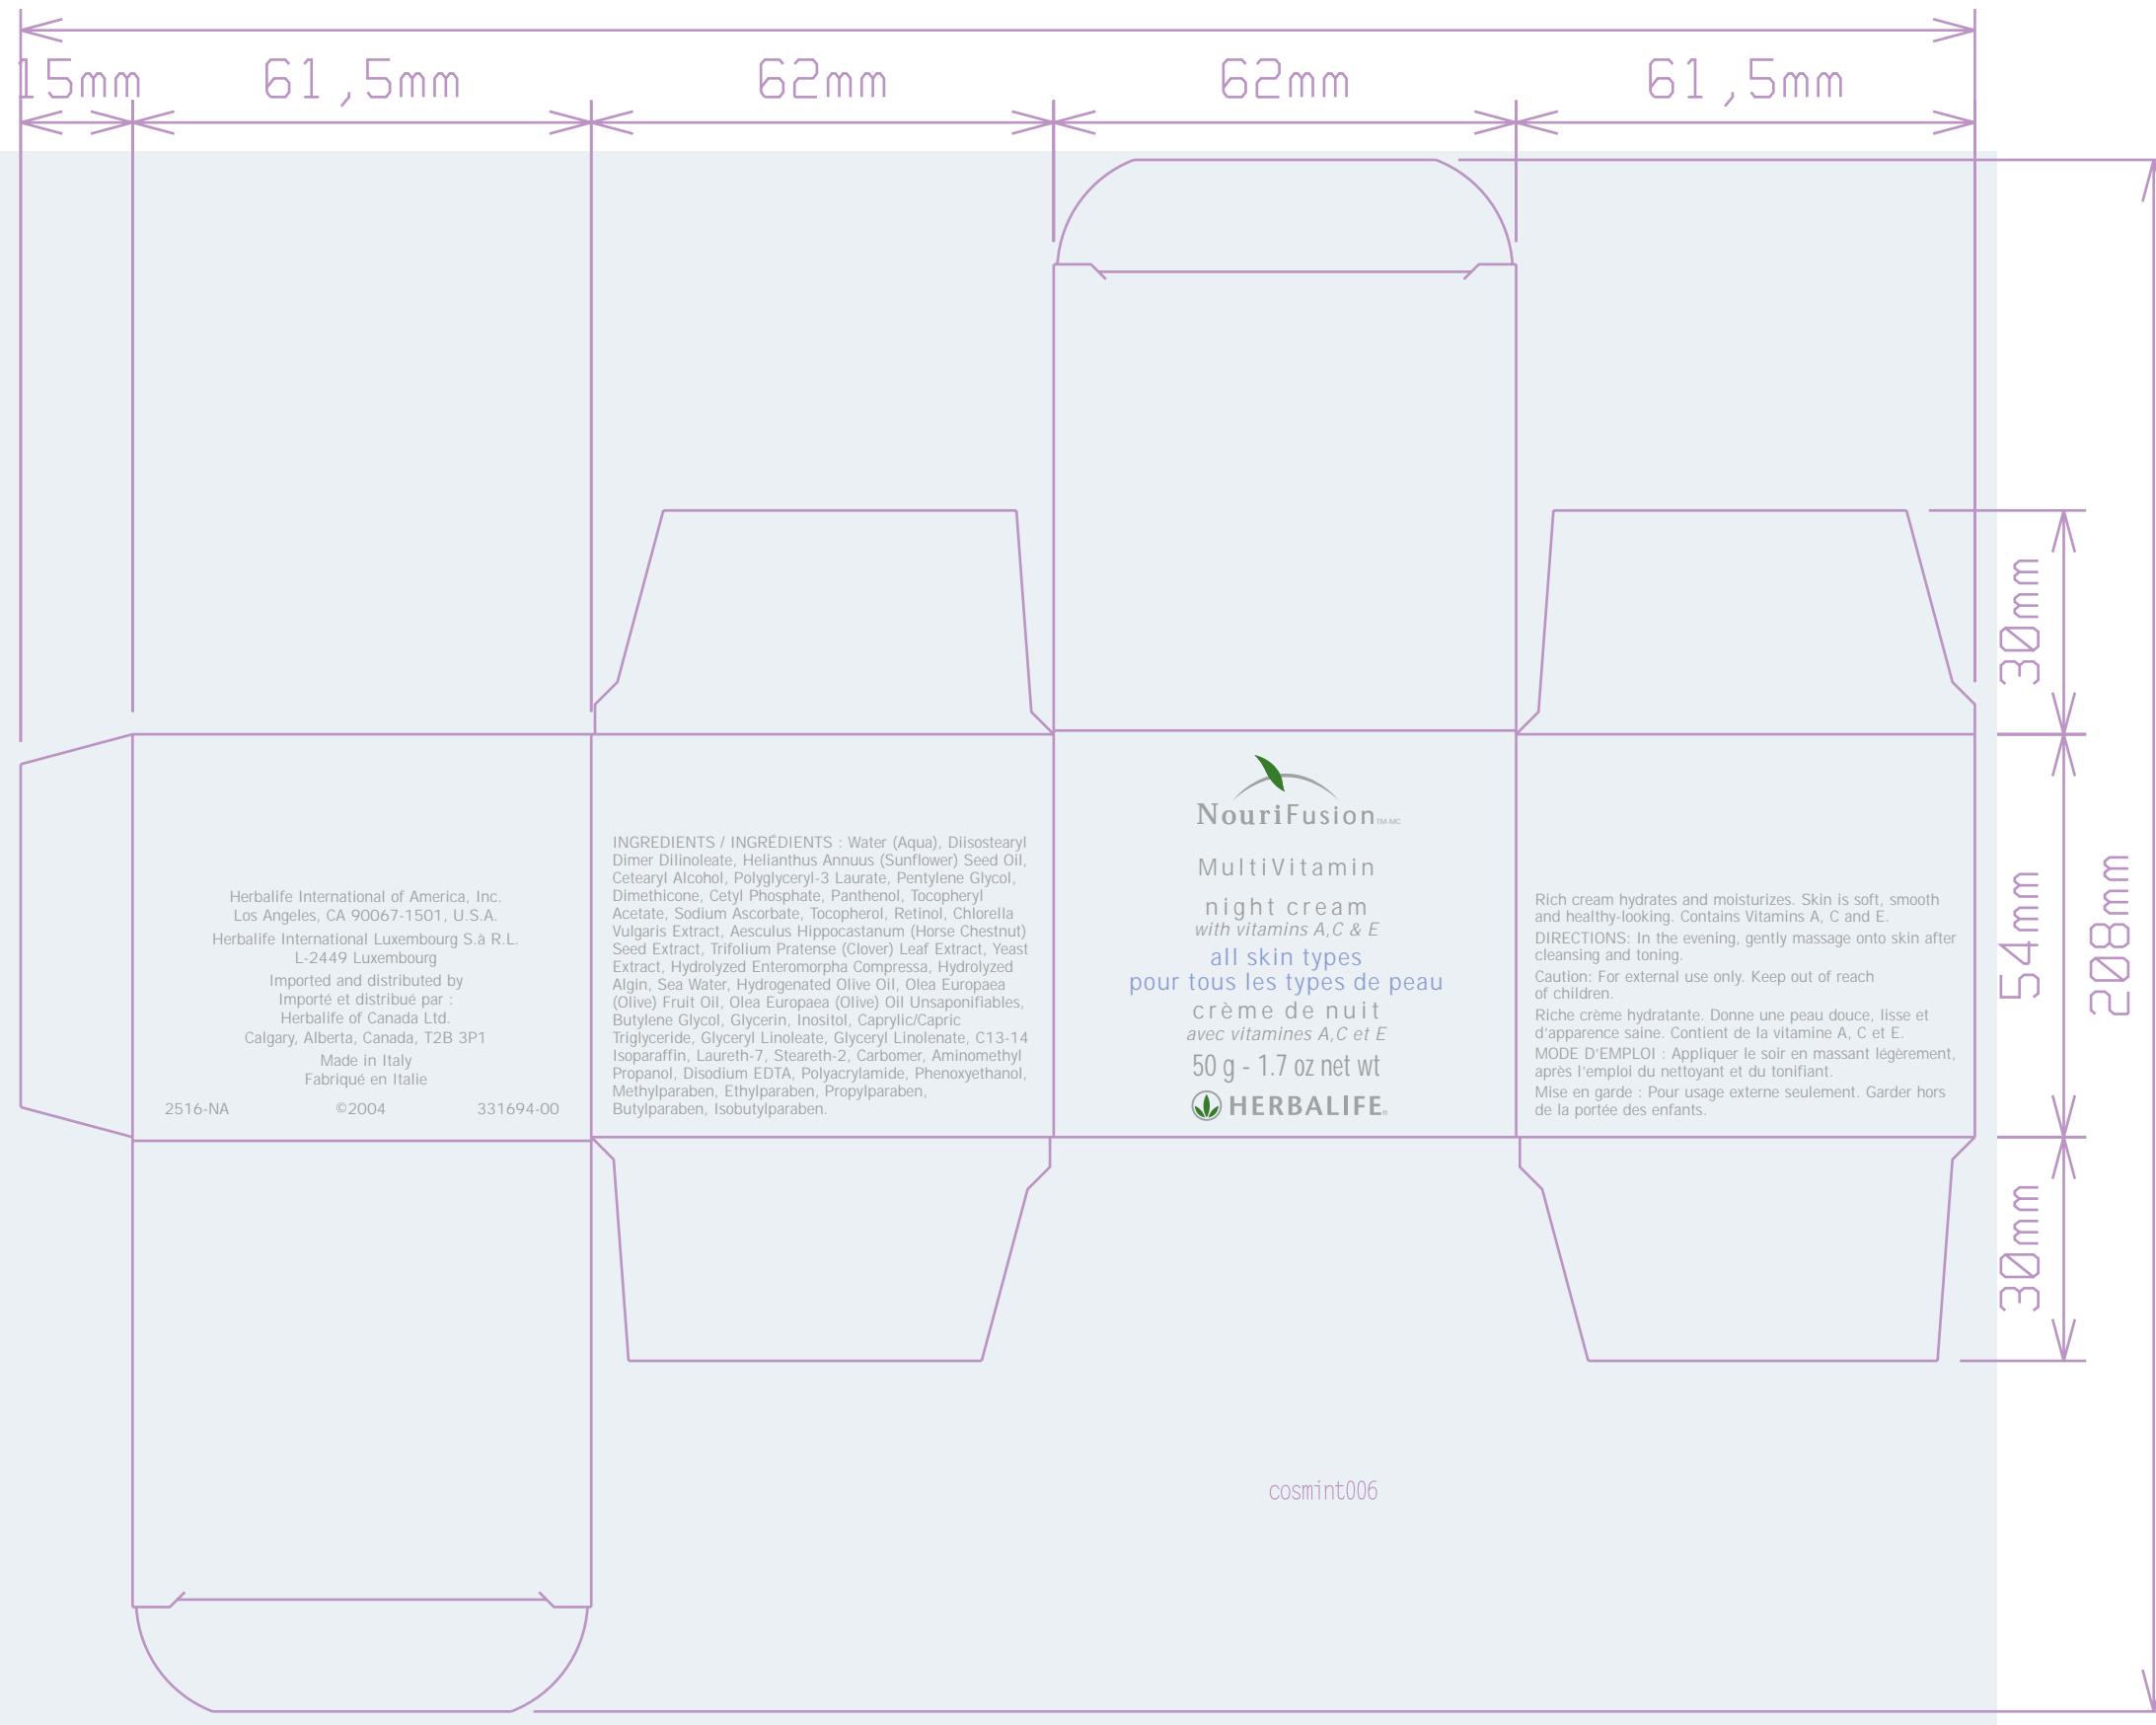 15mm 61,5mm 62mm 62mm 61,5mm
30mm
54mm
208mm
30mm
Herbalife International of America, Inc.
Los Angeles, CA 90067-1501, U.S.A.
Herbalife International Luxembourg S.à R.L.
L-2449 Luxembourg
Imported and distributed by
Importé et distribué par :
Herbalife of Canada Ltd.
Calgary, Alberta, Canada, T2B 3P1
Made in Italy
Fabriqué en Italie
2516-NA ©2004 331694-00
INGREDIENTS / INGRÉDIENTS : Water (Aqua), Diisostearyl
Dimer Dilinoleate, Helianthus Annuus (Sunflower) Seed Oil,
Cetearyl Alcohol, Polyglyceryl-3 Laurate, Pentylene Glycol,
Dimethicone, Cetyl Phosphate, Panthenol, Tocopheryl
Acetate, Sodium Ascorbate, Tocopherol, Retinol, Chlorella
Vulgaris Extract, Aesculus Hippocastanum (Horse Chestnut)
Seed Extract, Trifolium Pratense (Clover) Leaf Extract, Yeast
Extract, Hydrolyzed Enteromorpha Compressa, Hydrolyzed
Algin, Sea Water, Hydrogenated Olive Oil, Olea Europaea
(Olive) Fruit Oil, Olea Europaea (Olive) Oil Unsaponifiables,
Butylene Glycol, Glycerin, Inositol, Caprylic/Capric
Triglyceride, Glyceryl Linoleate, Glyceryl Linolenate, C13-14
Isoparaffin, Laureth-7, Steareth-2, Carbomer, Aminomethyl
Propanol, Disodium EDTA, Polyacrylamide, Phenoxyethanol,
Methylparaben, Ethylparaben, Propylparaben,
Butylparaben, Isobutylparaben.
NouriFusion TM-MC
MultiVitamin
night cream
with vitamins A,C & E
all skin types
pour tous les types de peau
crème de nuit
avec vitamines A,C et E
50 g - 1.7 oz net wt
HERBALIFE®
Rich cream hydrates and moisturizes. Skin is soft, smooth
and healthy-looking. Contains Vitamins A, C and E.
DIRECTIONS: In the evening, gently massage onto skin after
cleansing and toning.
Caution: For external use only. Keep out of reach
of children.
Riche crème hydratante. Donne une peau douce, lisse et
d'apparence saine. Contient de la vitamine A, C et E.
MODE D'EMPLOI : Appliquer le soir en massant légèrement,
après l'emploi du nettoyant et du tonifiant.
Mise en garde : Pour usage externe seulement. Garder hors
de la portée des enfants.
cosmint006